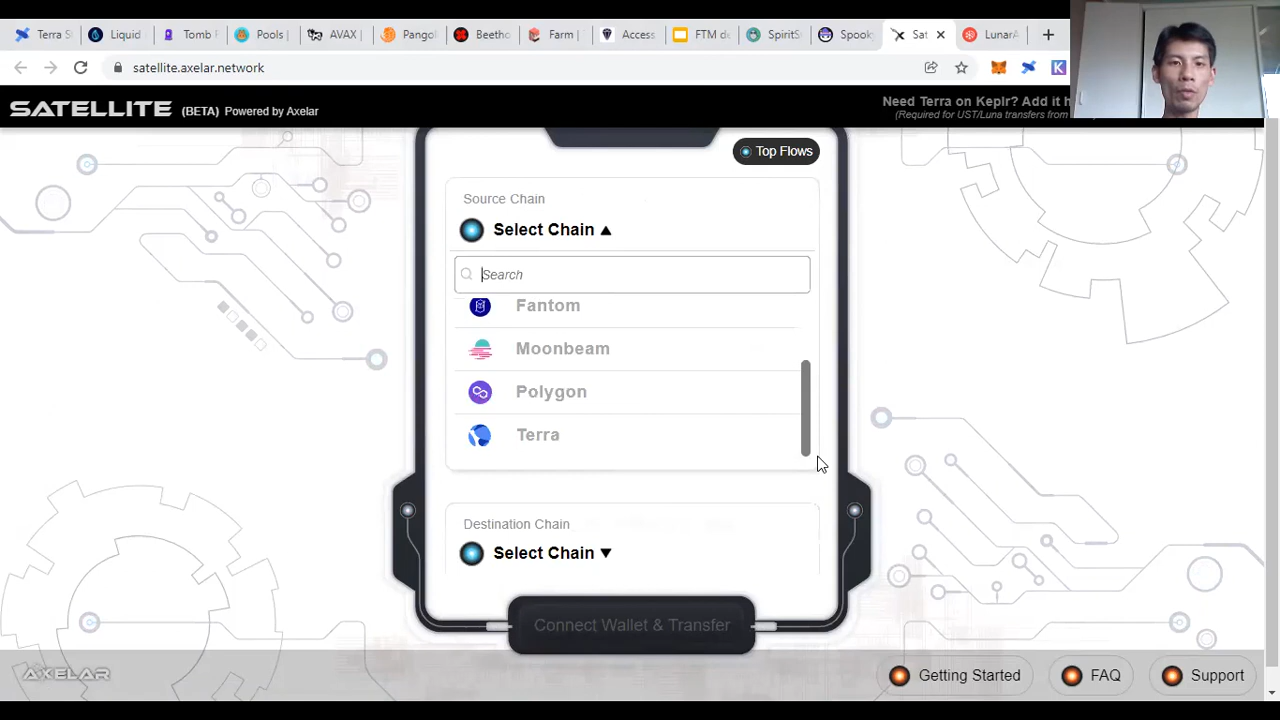 Terra S
Liquid
Tomb F
Pools |
AVAX |
Pango
Beetho
Farm |
Access
FTM de
SpiritS
Spook
Sat
LunarA
satellite.axelar.network
SATELLITE (BETA) Powered by Axelar
Need Terra on Keplr? Add it h
(Required for UST/Luna transfers from
Top Flows
Source Chain
Select Chain ▲
Search
Fantom
Moonbeam
Polygon
Terra
Destination Chain
Select Chain ▼
Connect Wallet & Transfer
AXELAR
Getting Started
FAQ
Support